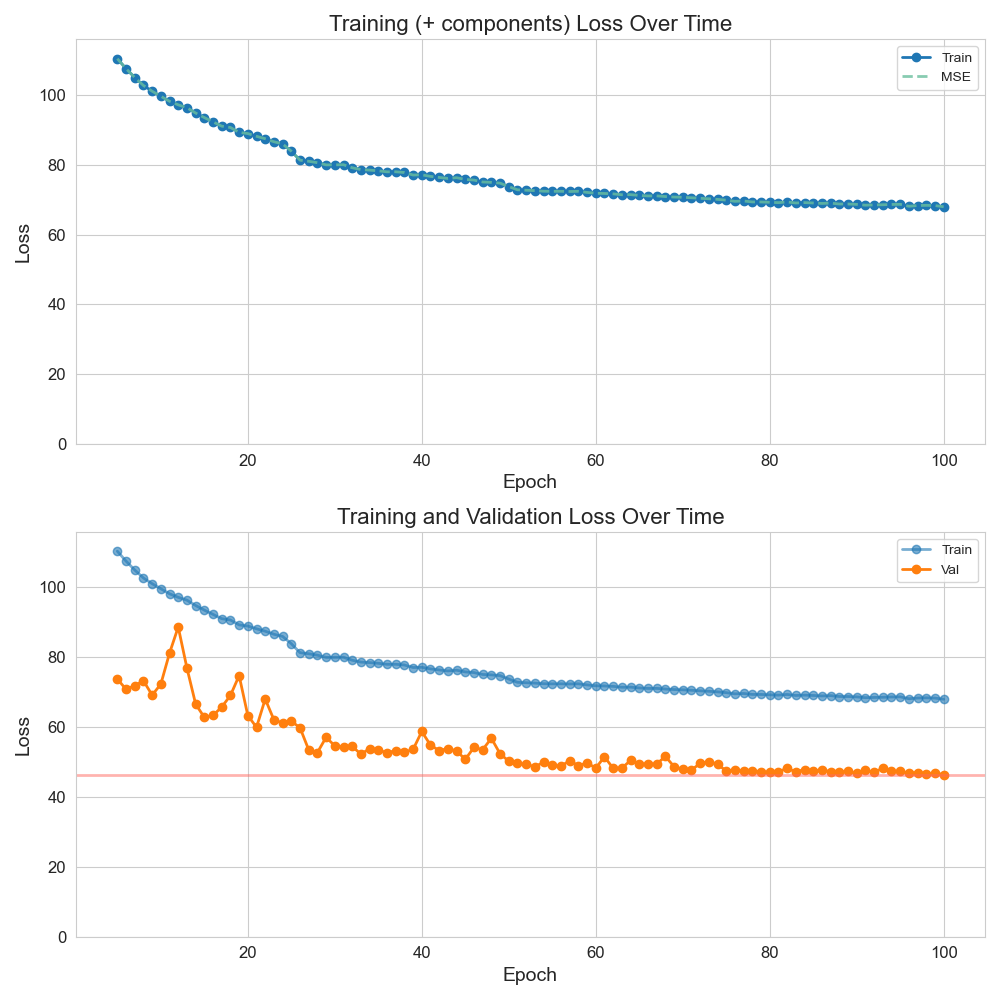 Training (+ components) Loss Over Time
Train
MSE
100
80
60
40
20
0
Loss
20 40 60 80 100
Epoch
Training and Validation Loss Over Time
Train
Val
100
80
60
40
20
0
Loss
20 40 60 80 100
Epoch